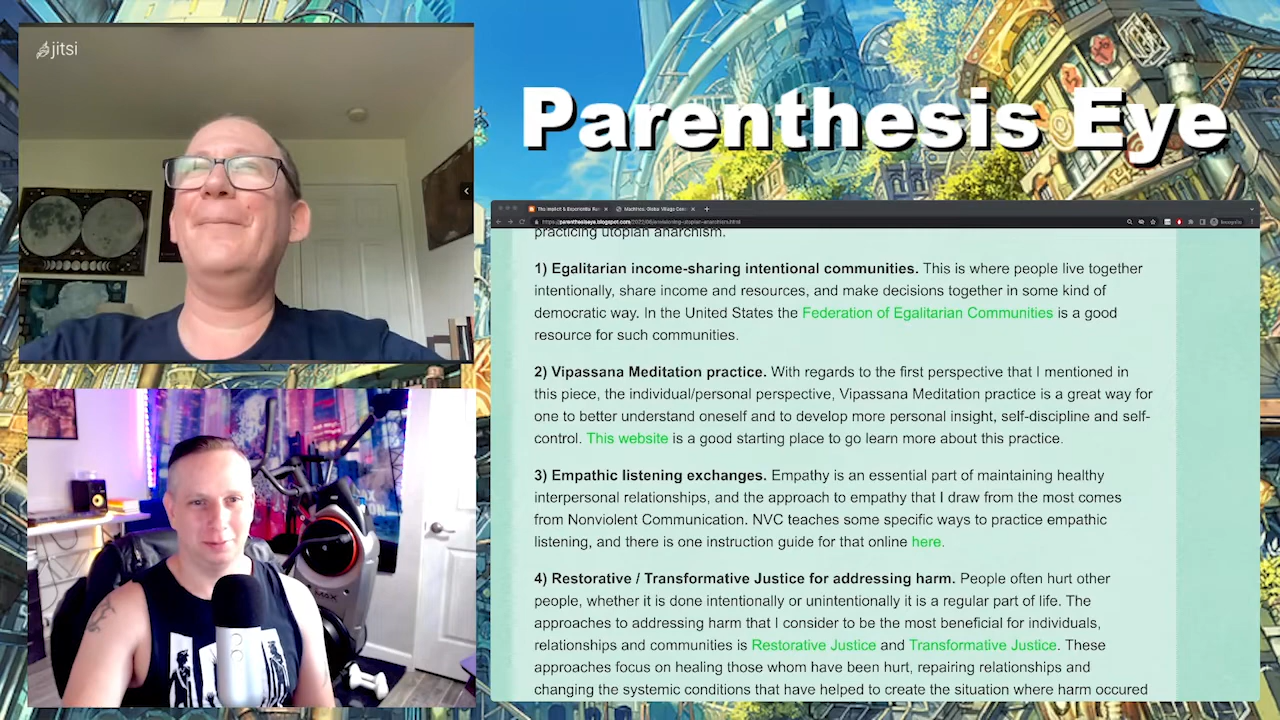 jitsi
Parenthesis Eye
https://parenthesiseye.blogspot.com/2022/06/envisioning-utopian-anarchism.html
practicing utopian anarchism.
1) Egalitarian income-sharing intentional communities. This is where people live together
intentionally, share income and resources, and make decisions together in some kind of
democratic way. In the United States the Federation of Egalitarian Communities is a good
resource for such communities.
2) Vipassana Meditation practice. With regards to the first perspective that I mentioned in
this piece, the individual/personal perspective, Vipassana Meditation practice is a great way for
one to better understand oneself and to develop more personal insight, self-discipline and self-
control. This website is a good starting place to go learn more about this practice.
3) Empathic listening exchanges. Empathy is an essential part of maintaining healthy
interpersonal relationships, and the approach to empathy that I draw from the most comes
from Nonviolent Communication. NVC teaches some specific ways to practice empathic
listening, and there is one instruction guide for that online here.
4) Restorative / Transformative Justice for addressing harm. People often hurt other
people, whether it is done intentionally or unintentionally it is a regular part of life. The
approaches to addressing harm that I consider to be the most beneficial for individuals,
relationships and communities is Restorative Justice and Transformative Justice. These
approaches focus on healing those whom have been hurt, repairing relationships and
changing the systemic conditions that have helped to create the situation where harm occured